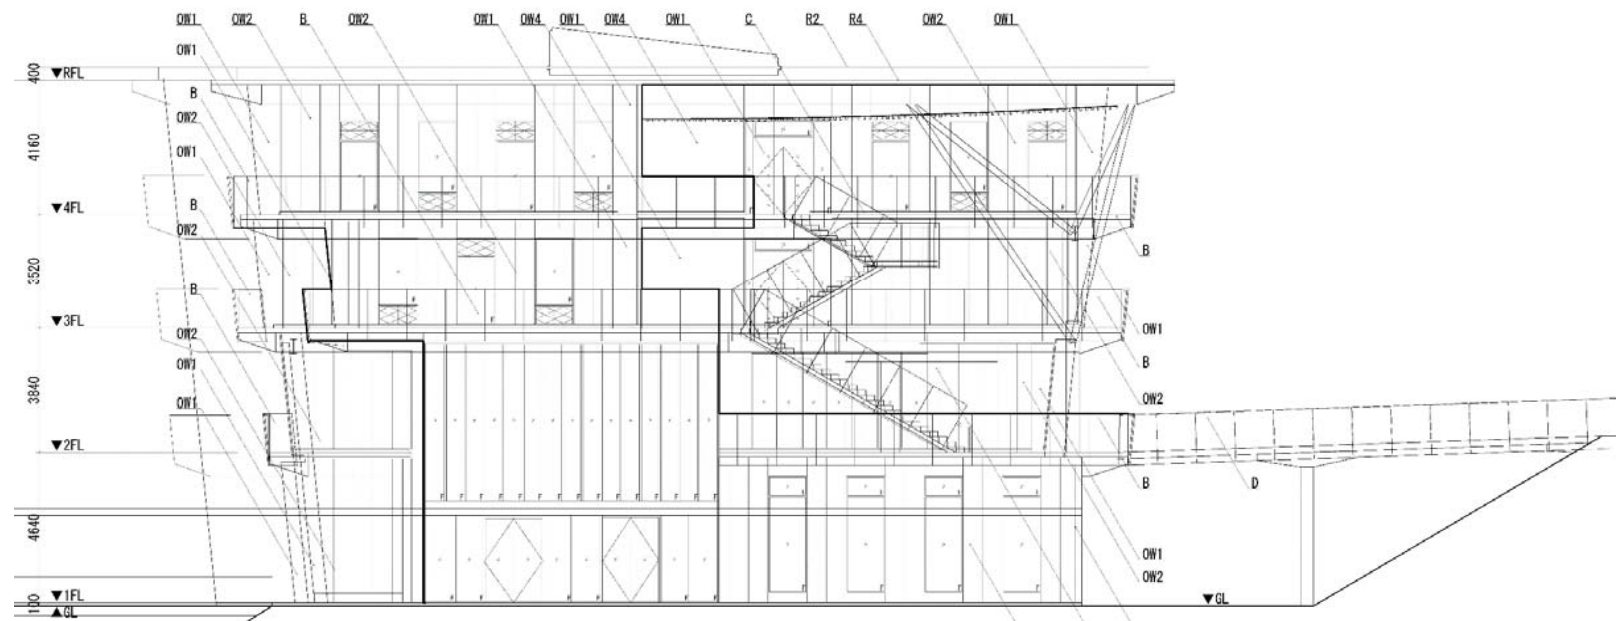 OW1 OW2 B OW2 OW1 OW4 OW1 OW4 OW1 C R2 R4 OW2 OW1
OW1
400 ▼RFL
B
OW2
4160
OW1
B
▼4FL
OW2
B
3520
B
▼3FL
OW1
OW2
B
OW1
3840
OW2
OW1
▼2FL
B D
4640
OW1
OW2
▼1FL
▼GL
100
▲GL